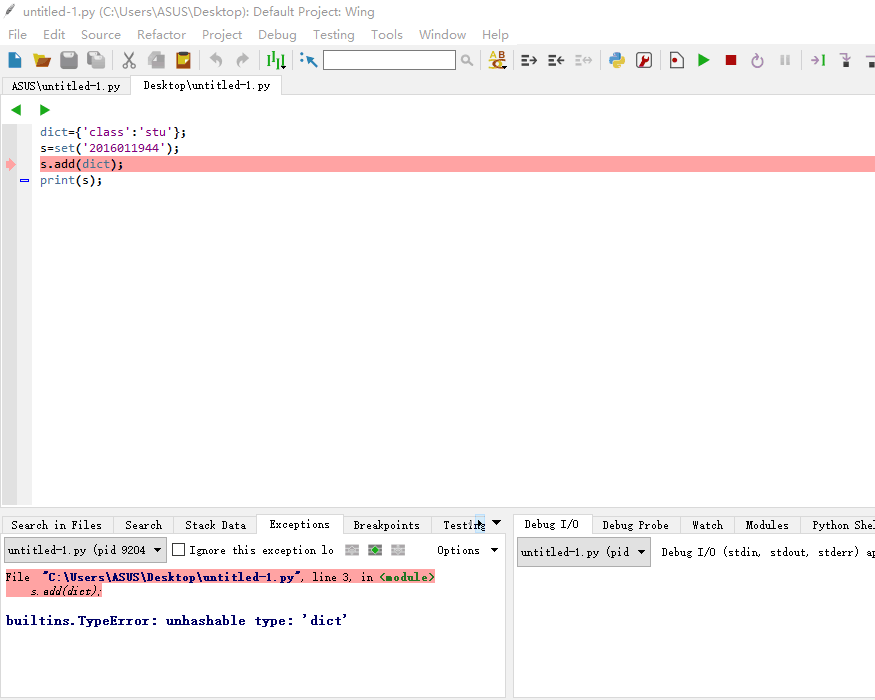 untitled-1.py (C:\Users\ASUS\Desktop): Default Project: Wing
File Edit Source Refactor Project Debug Testing Tools Window Help
ASUS\untitled-1.py Desktop\untitled-1.py
dict={'class':'stu'};
s=set('2016011944');
s.add(dict);
print(s);
Search in Files Search Stack Data Exceptions Breakpoints Testing
untitled-1.py (pid 9204 Ignore this exception lo Options
File "C:\Users\ASUS\Desktop\untitled-1.py", line 3, in <module>
s.add(dict);
builtins.TypeError: unhashable type: 'dict'
Debug I/O Debug Probe Watch Modules Python Shel
untitled-1.py (pid Debug I/O (stdin, stdout, stderr) ap